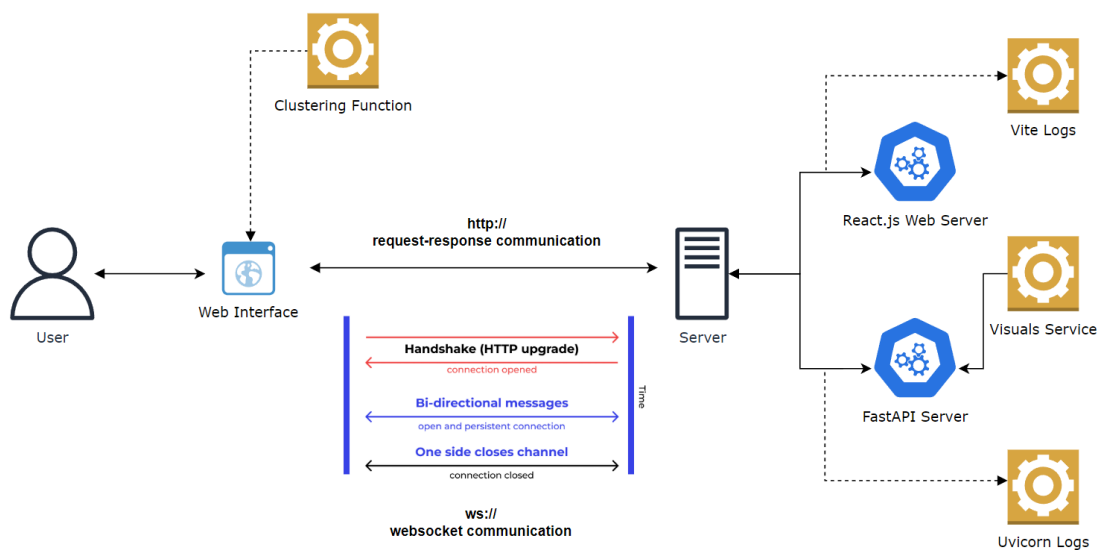 Clustering Function
Vite Logs
React.js Web Server
http://
request-response communication
User
Web Interface
Server
Visuals Service
Handshake (HTTP upgrade)
connection opened
Time
Bi-directional messages
open and persistent connection
FastAPI Server
One side closes channel
connection closed
ws://
websocket communication
Uvicorn Logs